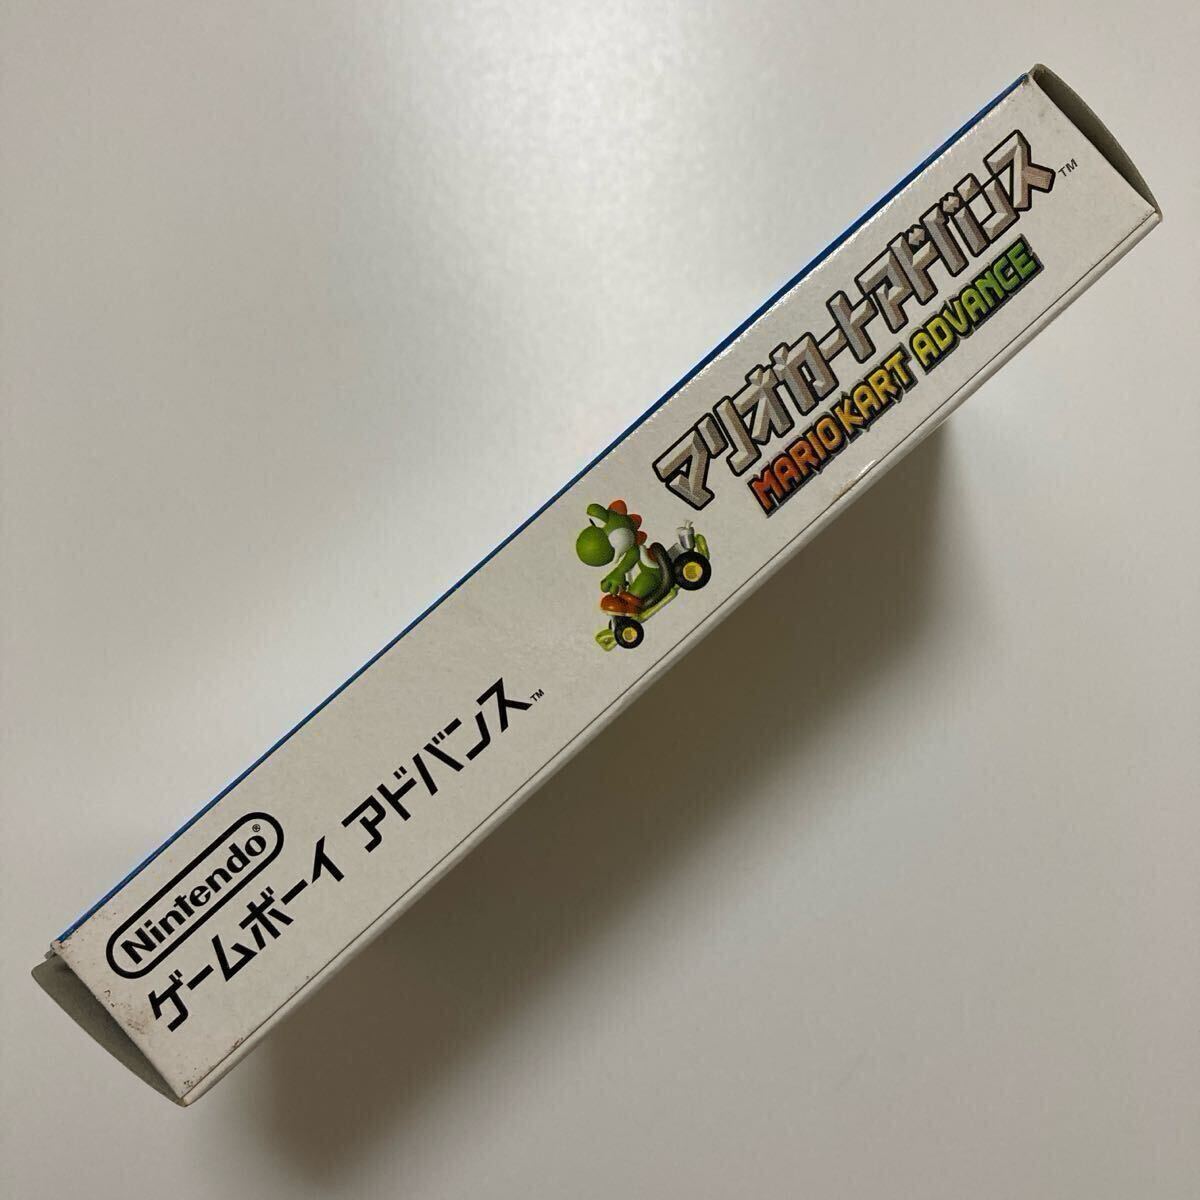 Nintendo®
ゲームボーイ アドバンス™
マリオカートアドバンス™
MARIOKART ADVANCE